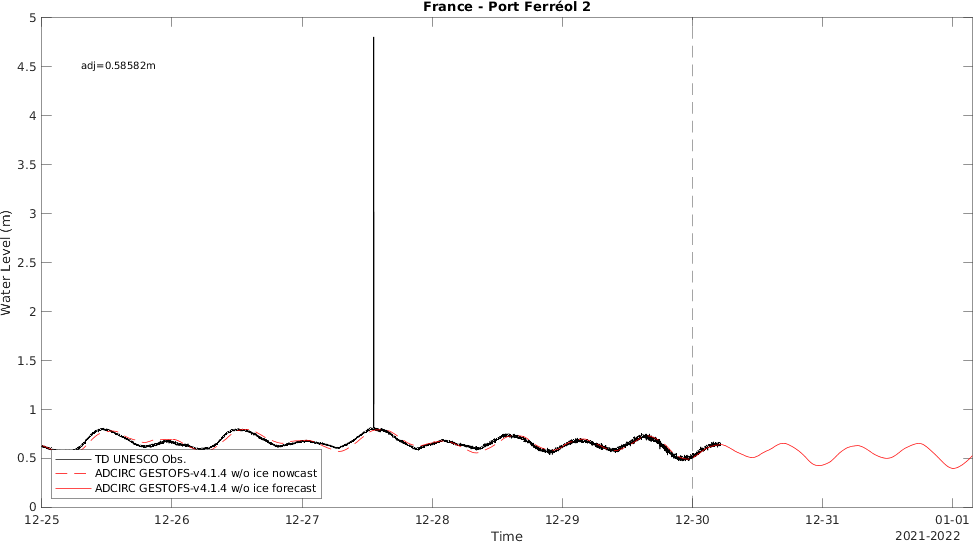 France - Port Ferréol 2
adj=0.58582m
Water Level (m)
5
4.5
4
3.5
3
2.5
2
1.5
1
0.5
0
TD UNESCO Obs.
ADCIRC GESTOFS-v4.1.4 w/o ice nowcast
ADCIRC GESTOFS-v4.1.4 w/o ice forecast
12-25 12-26 12-27 12-28 12-29 12-30 12-31 01-01
Time
2021-2022